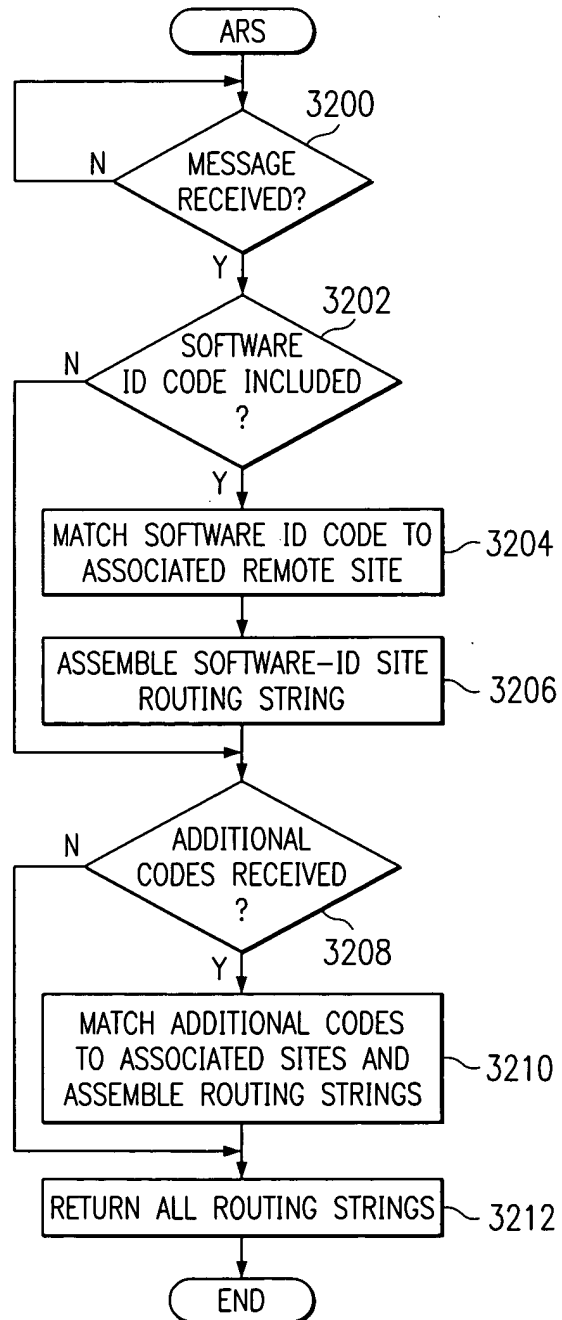 ARS
3200
N
MESSAGE
RECEIVED?
Y
3202
N
SOFTWARE
ID CODE INCLUDED
?
Y
MATCH SOFTWARE ID CODE TO
ASSOCIATED REMOTE SITE
3204
ASSEMBLE SOFTWARE-ID SITE
ROUTING STRING
3206
N
ADDITIONAL
CODES RECEIVED
?
3208
Y
MATCH ADDITIONAL CODES
TO ASSOCIATED SITES AND
ASSEMBLE ROUTING STRINGS
3210
RETURN ALL ROUTING STRINGS
3212
END